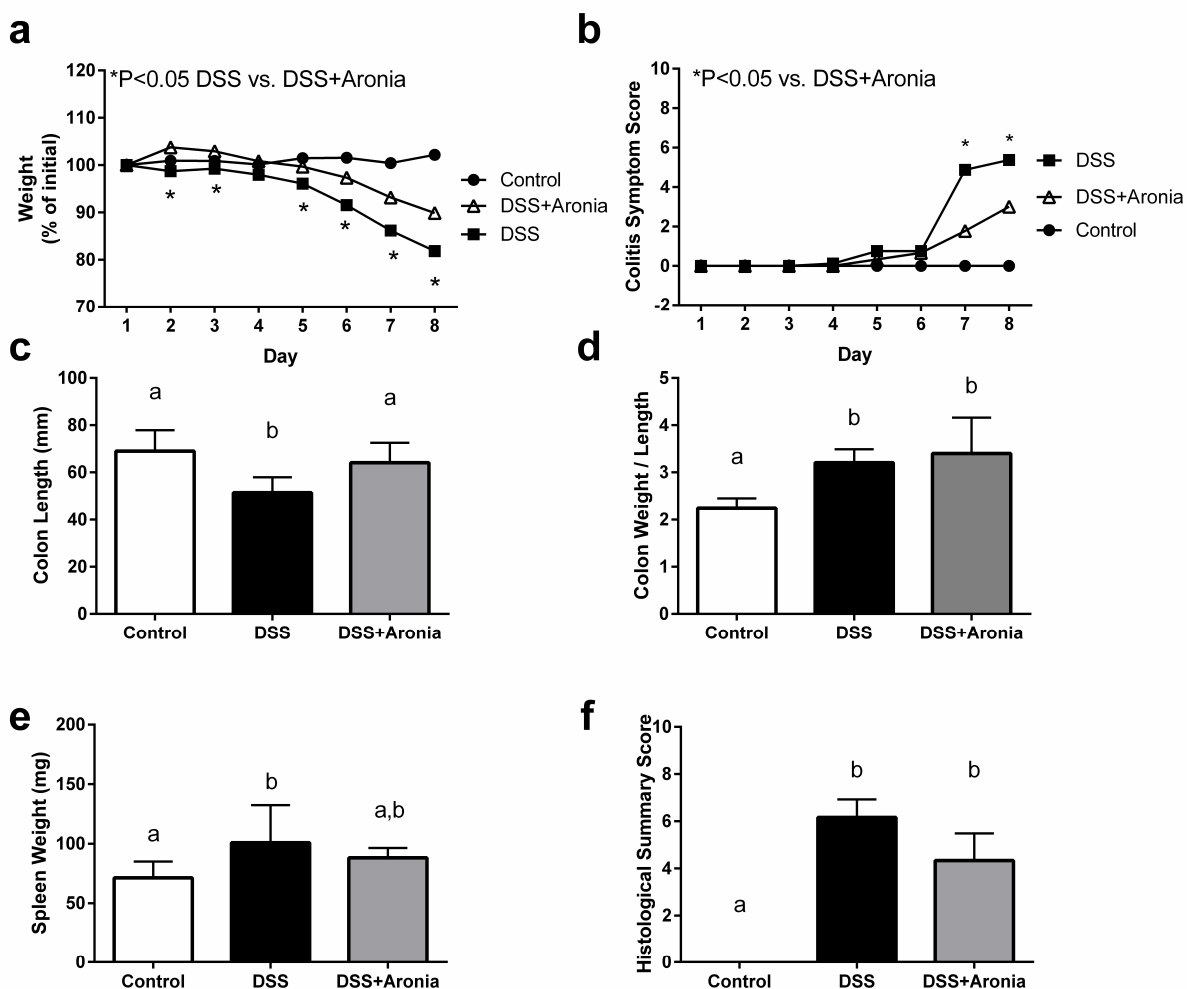 a
*P<0.05 DSS vs. DSS+Aronia
Weight
(% of initial)
120
110
100
90
80
70
* * * * * *
1 2 3 4 5 6 7 8
Day
Control
DSS+Aronia
DSS
b
*P<0.05 vs. DSS+Aronia
Colitis Symptom Score
10
8
6
4
2
0
-2
* *
1 2 3 4 5 6 7 8
Day
DSS
DSS+Aronia
Control
c
Colon Length (mm)
100
80
60
40
20
0
a b a
Control DSS DSS+Aronia
d
Colon Weight / Length
5
4
3
2
1
0
a b b
Control DSS DSS+Aronia
e
Spleen Weight (mg)
200
150
100
50
0
a b a,b
Control DSS DSS+Aronia
f
Histological Summary Score
10
8
6
4
2
0
a b b
Control DSS DSS+Aronia